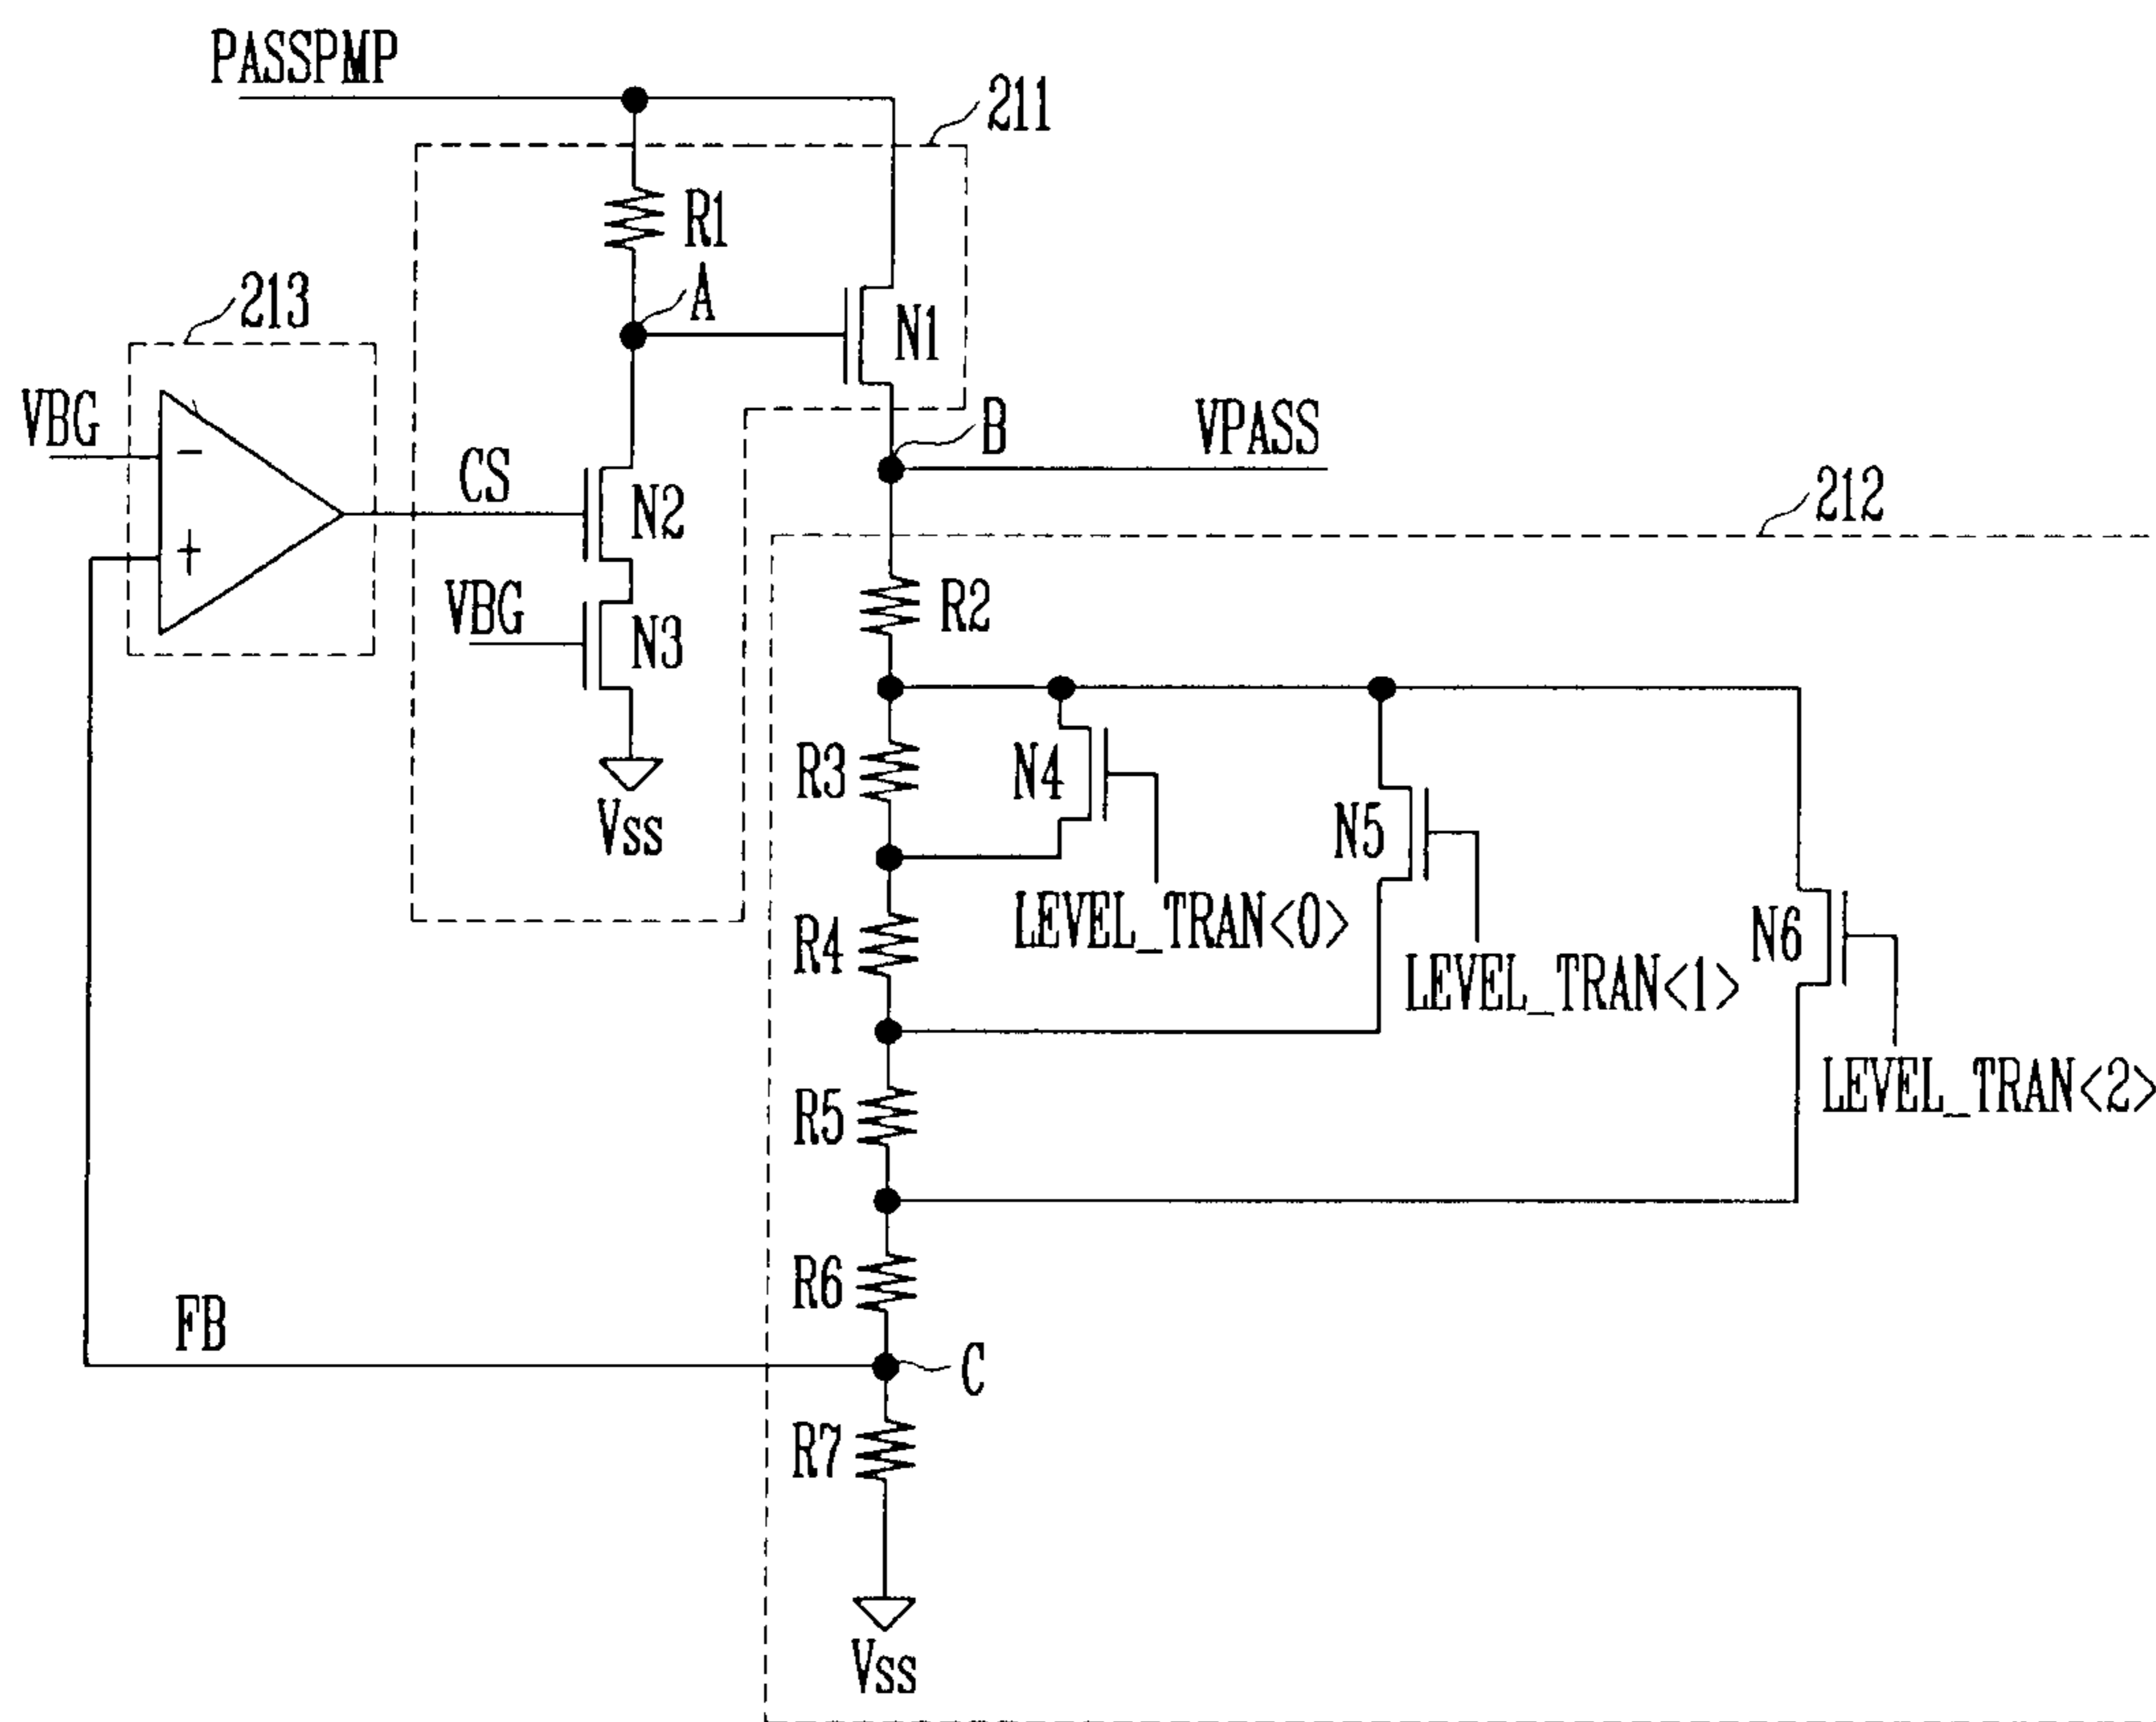 PASSPMP
211
R1
213
A
N1
VBG
B
VPASS
-
CS
N2
212
+
VBG
R2
N3
R3
N4
N5
Vss
LEVEL_TRAN<0>
R4
N6
LEVEL_TRAN<1>
R5
LEVEL_TRAN<2>
R6
FB
C
R7
Vss